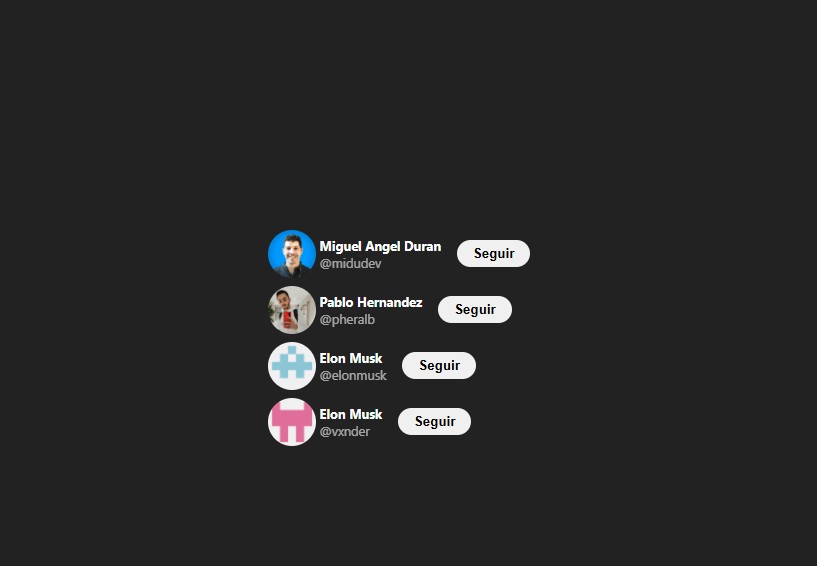 Miguel Angel Duran
@midudev
Seguir
Pablo Hernandez
@pheralb
Seguir
Elon Musk
@elonmusk
Seguir
Elon Musk
@vxnder
Seguir